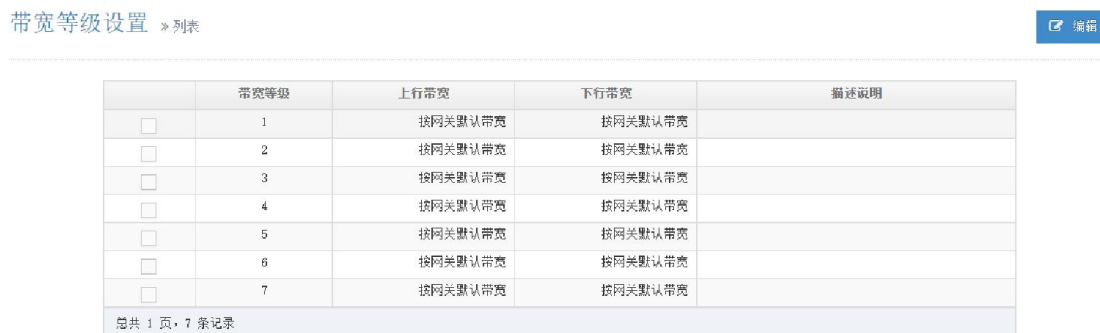 带宽等级设置 »列表
编辑
带宽等级 上行带宽 下行带宽 描述说明
1 按网关默认带宽 按网关默认带宽
2 按网关默认带宽 按网关默认带宽
3 按网关默认带宽 按网关默认带宽
4 按网关默认带宽 按网关默认带宽
5 按网关默认带宽 按网关默认带宽
6 按网关默认带宽 按网关默认带宽
7 按网关默认带宽 按网关默认带宽
总共 1 页，7 条记录